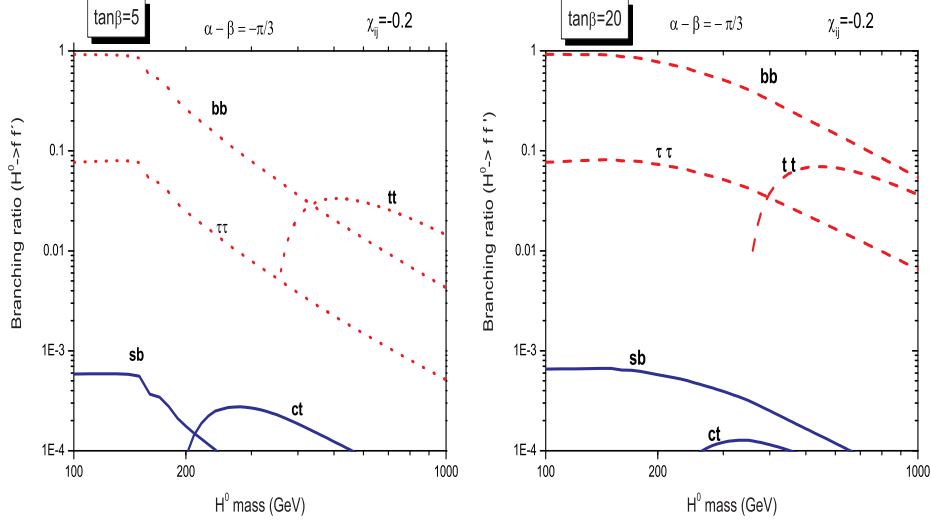 tanβ=5
α − β = −π/3
χij=-0.2
Branching ratio (H⁰->f f´)
1
0.1
0.01
1E-3
1E-4
bb
ττ
tt
sb
ct
100
200
1000
H⁰ mass (GeV)
tanβ=20
α − β = − π/3
χij=-0.2
Branching ratio (H⁰-> f f ')
1
0.1
0.01
1E-3
1E-4
bb
τ τ
t t
sb
ct
100
200
1000
H⁰ mass (GeV)